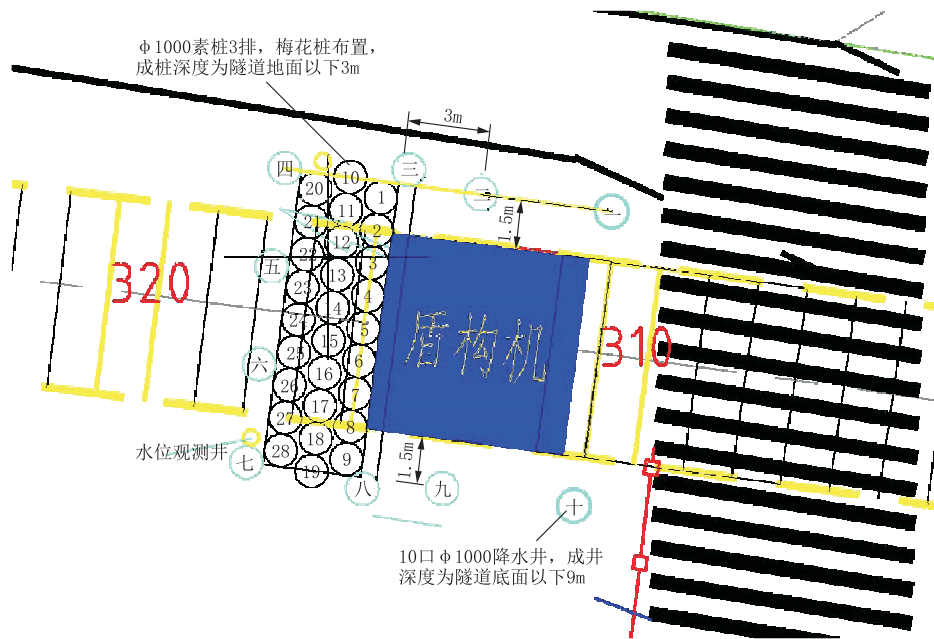 φ1000素桩3排，梅花桩布置，
成桩深度为隧道地面以下3m
3m
四
三
二
一
10
20
1
11
21
2
12
1.5m
22
3
五
13
320
23
4
14
24
5
盾构机
310
15
25
6
六
16
26
7
17
27
8
18
水位观测井
28
9
七
19
1.5m
八
九
十
10口φ1000降水井，成井
深度为隧道底面以下9m